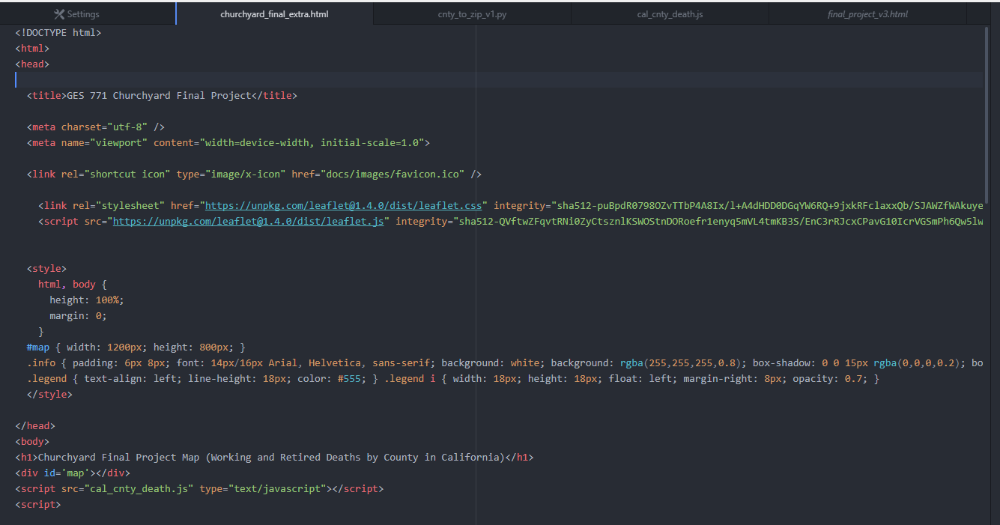 Settings
churchyard_final_extra.html
cnty_to_zip_v1.py
cal_cnty_death.js
final_project_v3.html
<!DOCTYPE html>
<html>
<head>
<title>GES 771 Churchyard Final Project</title>
<meta charset="utf-8" />
<meta name="viewport" content="width=device-width, initial-scale=1.0">
<link rel="shortcut icon" type="image/x-icon" href="docs/images/favicon.ico" />
<link rel="stylesheet" href="https://unpkg.com/leaflet@1.4.0/dist/leaflet.css" integrity="sha512-puBpdR0798OZvTTbP4A8Ix/l+A4dHDD0DGqYW6RQ+9jxkRFclaxxQb/SJAWZfWAkuye
<script src="https://unpkg.com/leaflet@1.4.0/dist/leaflet.js" integrity="sha512-QVftwZFqvtRNi0ZyCtsznlKSWOStnDORoefr1enyq5mVL4tmKB3S/EnC3rRJcxCPavG10IcrVGSmPh6Qw5lw
<style>
html, body {
height: 100%;
margin: 0;
}
#map { width: 1200px; height: 800px; }
.info { padding: 6px 8px; font: 14px/16px Arial, Helvetica, sans-serif; background: white; background: rgba(255,255,255,0.8); box-shadow: 0 0 15px rgba(0,0,0,0.2); bo
.legend { text-align: left; line-height: 18px; color: #555; } .legend i { width: 18px; height: 18px; float: left; margin-right: 8px; opacity: 0.7; }
</style>
</head>
<body>
<h1>Churchyard Final Project Map (Working and Retired Deaths by County in California)</h1>
<div id='map'></div>
<script src="cal_cnty_death.js" type="text/javascript"></script>
<script>